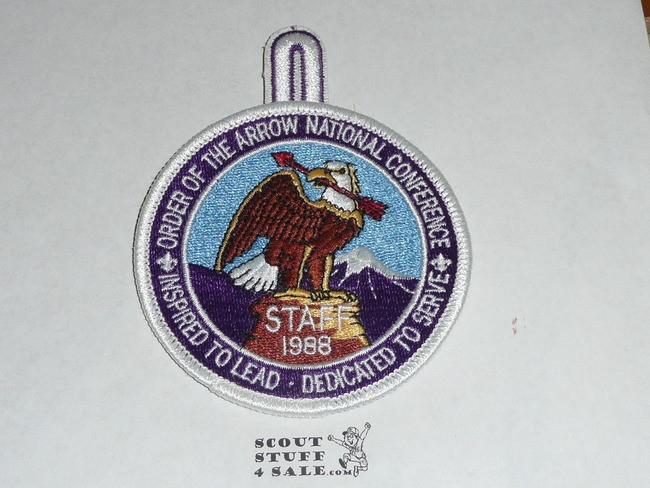 ORDER OF THE ARROW NATIONAL CONFERENCE
STAFF
1988
INSPIRED TO LEAD · DEDICATED TO SERVE
SCOUT
STUFF
4 SALE.COM